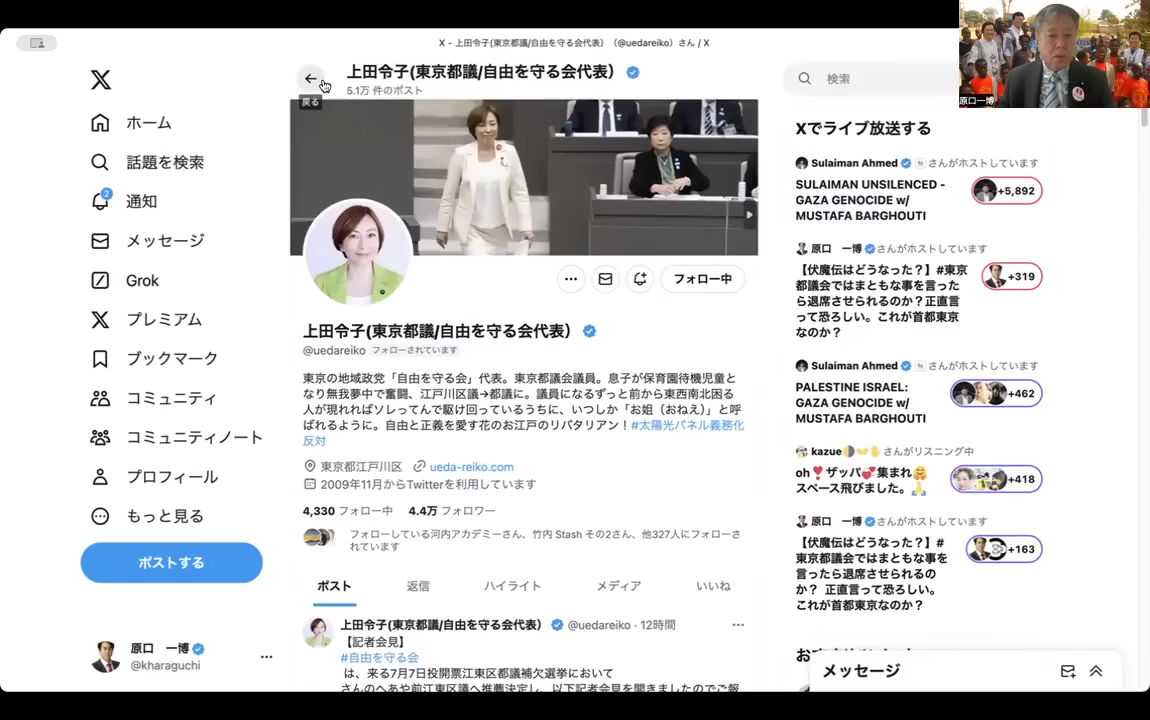 X - 上田令子(東京都議/自由を守る会代表) (@uedareiko) さん / X
原口一博
上田令子(東京都議/自由を守る会代表)
5.1万 件のポスト
戻る
ホーム
話題を検索
2
通知
メッセージ
Grok
プレミアム
ブックマーク
コミュニティ
コミュニティノート
プロフィール
もっと見る
ポストする
原口 一博
@kharaguchi
フォロー中
上田令子(東京都議/自由を守る会代表)
@uedareiko フォローされています
東京の地域政党「自由を守る会」代表。東京都議会議員。息子が保育園待機児童と
なり無我夢中で奮闘、江戸川区議→都議に。議員になるずっと前から東西南北困る
人が現れればソレってんで駆け回っているうちに、いつしか「お姐（おねえ）」と呼
ばれるように。自由と正義を愛す花のお江戸のリバタリアン！#太陽光パネル義務化
反対
東京都江戸川区 ueda-reiko.com
2009年11月からTwitterを利用しています
4,330 フォロー中 4.4万 フォロワー
フォローしている河内アカデミーさん、竹内 Stash その2さん、他327人にフォローさ
れています
ポスト 返信 ハイライト メディア いいね
上田令子(東京都議/自由を守る会代表) @uedareiko · 12時間
【記者会見】
#自由を守る会
は、来る7月7日投開票江東区都議補欠選挙において
さんのへあや前江東区議へ推薦決定し、以下記者会見を開きましたのでご報
検索
Xでライブ放送する
Sulaiman Ahmed さんがホストしています
SULAIMAN UNSILENCED -
GAZA GENOCIDE w/
MUSTAFA BARGHOUTI
+5,892
原口 一博 さんがホストしています
【伏魔伝はどうなった？】#東京
都議会ではまともな事を言った
ら退席させられるのか？正直言
って恐ろしい。これが首都東京
なのか？
+319
Sulaiman Ahmed さんがホストしています
PALESTINE ISRAEL:
GAZA GENOCIDE w/
MUSTAFA BARGHOUTI
+462
kazue🌗👐✋ さんがリスニング中
oh❣️ザッパ💞集まれ🤗
スペース飛びました。🙏
+418
原口 一博 さんがホストしています
【伏魔伝はどうなった？】#
東京都議会ではまともな事を
言ったら退席させられるの
か？ 正直言って恐ろしい。
これが首都東京なのか？
+163
メッセージ